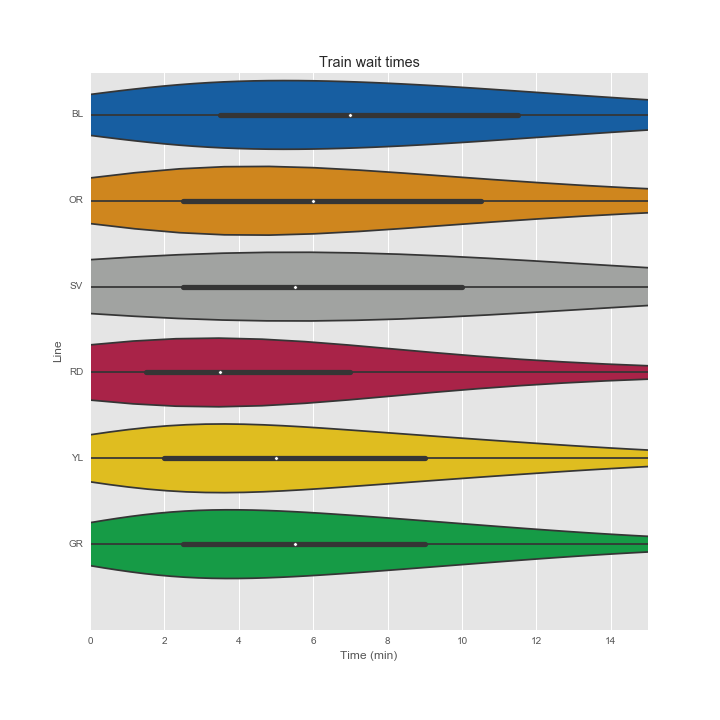 Train wait times
BL
OR
SV
RD
YL
GR
Line
0 2 4 6 8 10 12 14
Time (min)